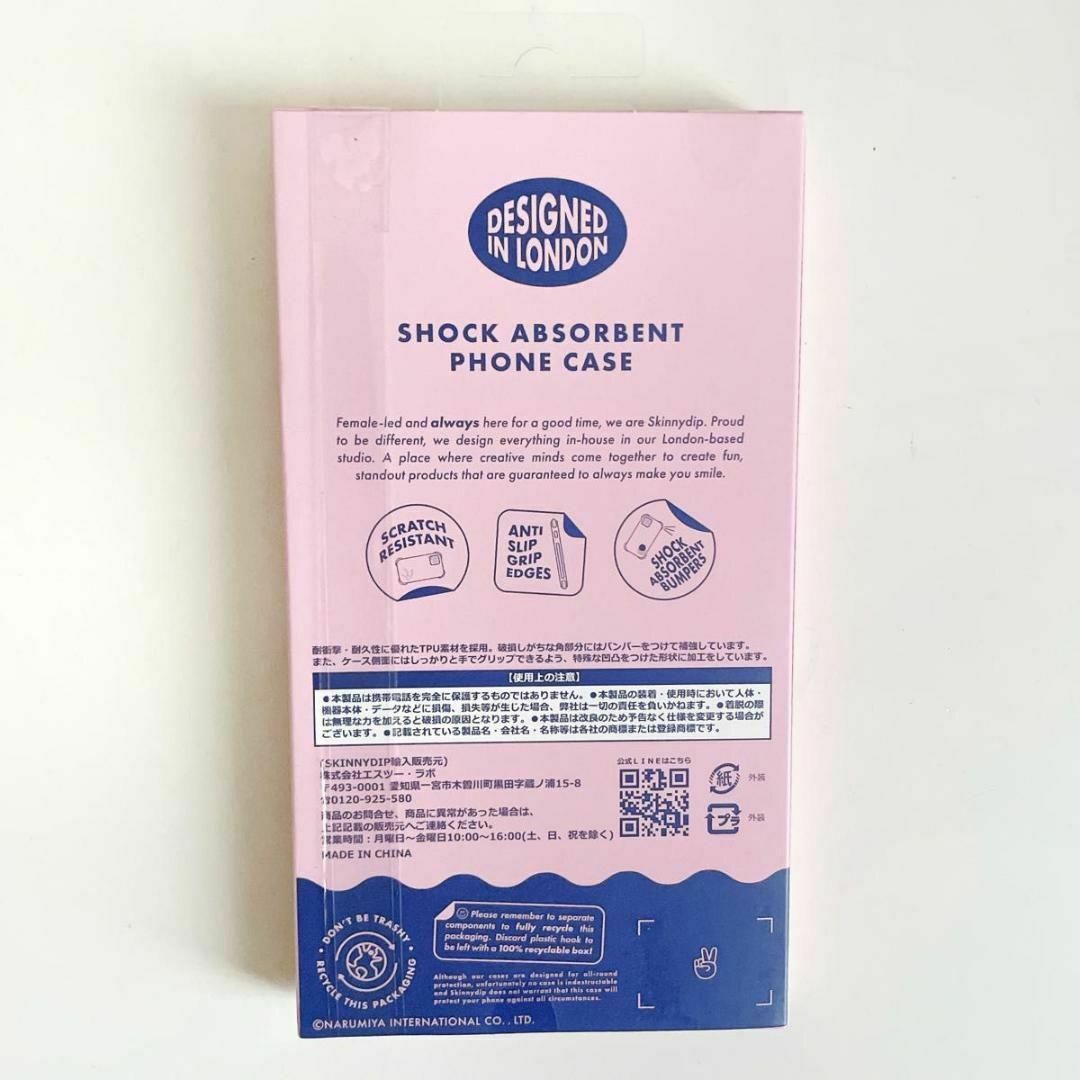 DESIGNED
IN LONDON
SHOCK ABSORBENT
PHONE CASE
Female-led and always here for a good time, we are Skinnydip. Proud
to be different, we design everything in-house in our London-based
studio. A place where creative minds come together to create fun,
standout products that are guaranteed to always make you smile.
SCRATCH
RESISTANT
ANTI
SLIP
GRIP
EDGES
SHOCK
ABSORBENT
BUMPERS
耐衝撃・耐久性に優れたTPU素材を採用。破損しがちな角部分にはバンパーをつけて補強しています。
また、ケース側面にはしっかりと手でグリップできるよう、特殊な凹凸をつけた形状に加工をしています。
【使用上の注意】
●本製品は携帯電話を完全に保護するものではありません。●本製品の装着・使用時において人体・
機器本体・データなどに損傷、損失等が生じた場合、弊社は一切の責任を負いかねます。●着脱の際
は無理な力を加えると破損の原因となります。●本製品は改良のため予告なく仕様を変更する場合が
ございます。●記載されている製品名・会社名・名称等は各社の商標または登録商標です。
(SKINNYDIP輸入販売元)
株式会社エスツー・ラボ
〒493-0001 愛知県一宮市木曽川町黒田字蔵ノ浦15-8
☎0120-925-580
商品のお問合せ、商品に異常があった場合は、
上記記載の販売元へご連絡ください。
営業時間：月曜日～金曜日10:00～16:00(土、日、祝を除く)
MADE IN CHINA
公式LINEはこちら
紙 外装
プラ 外装
DON'T BE TRASHY
RECYCLE THIS PACKAGING
Please remember to separate
components to fully recycle this
packaging. Discard plastic hook to
be left with a 100% recyclable box!
Although our cases are designed for all-round
protection, unfortunately no case is indestructable
and Skinnydip does not warrant that this case will
protect your phone against all circumstances.
©NARUMIYA INTERNATIONAL CO., LTD.